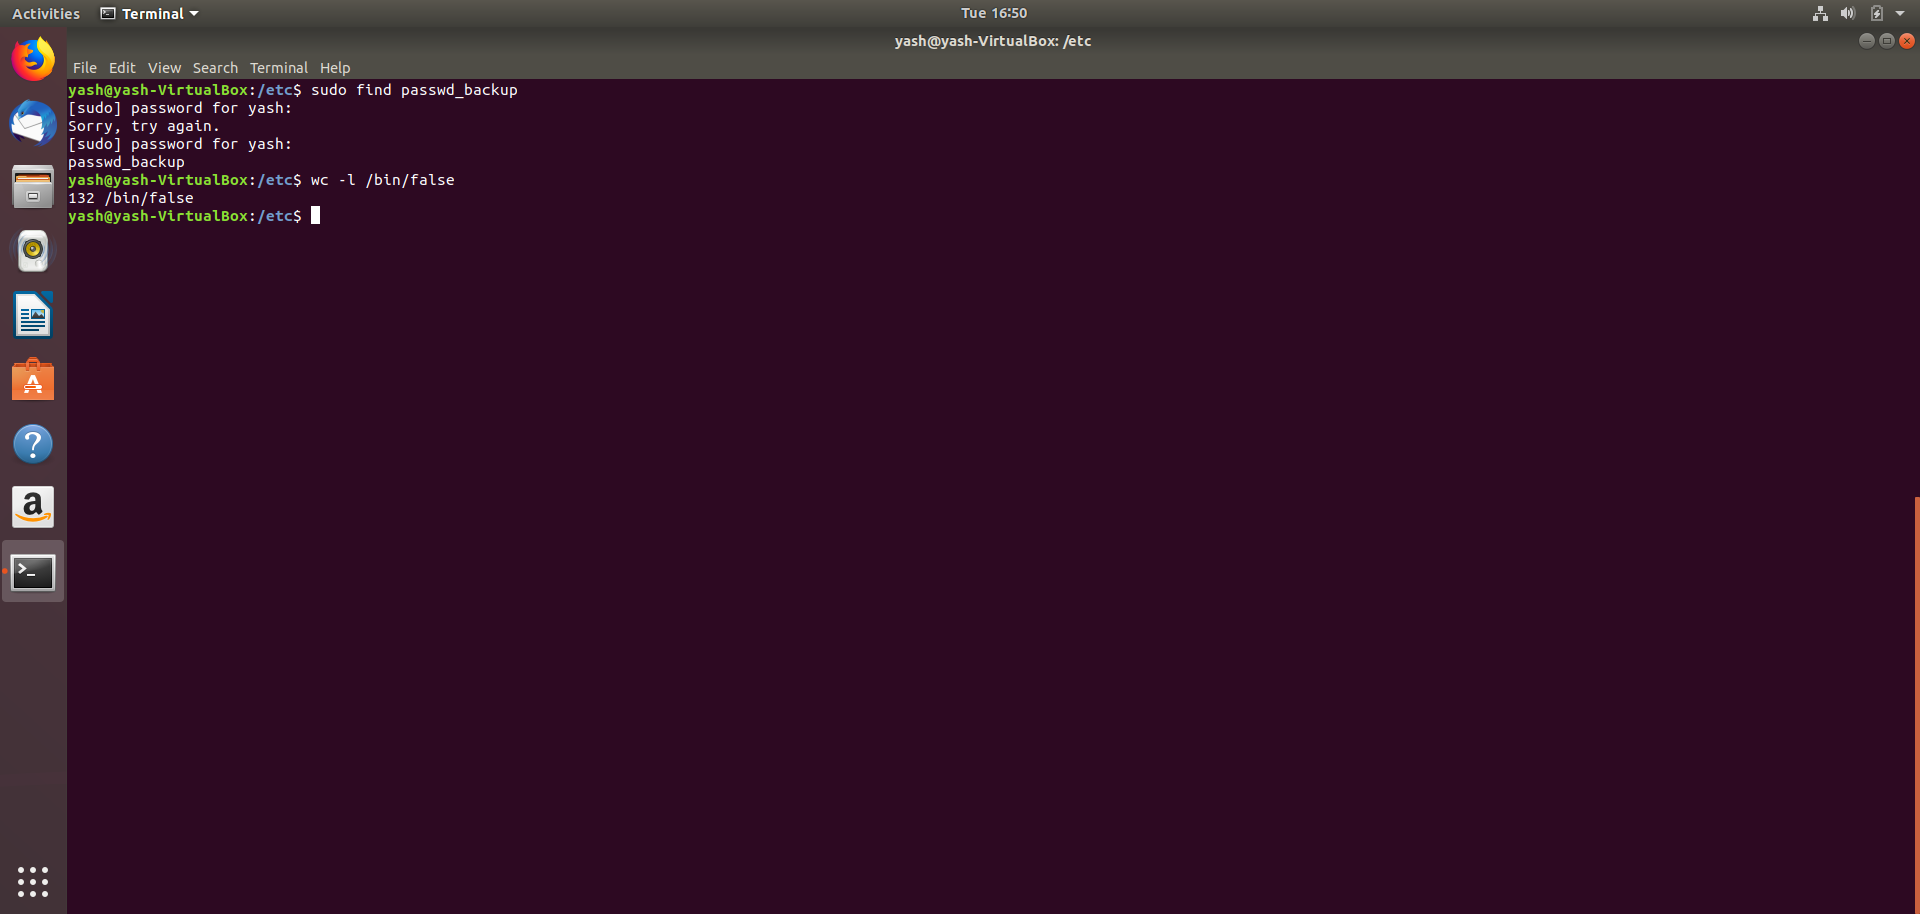 Activities Terminal Tue 16:50
yash@yash-VirtualBox: /etc
File Edit View Search Terminal Help
yash@yash-VirtualBox:/etc$ sudo find passwd_backup
[sudo] password for yash:
Sorry, try again.
[sudo] password for yash:
passwd_backup
yash@yash-VirtualBox:/etc$ wc -l /bin/false
132 /bin/false
yash@yash-VirtualBox:/etc$